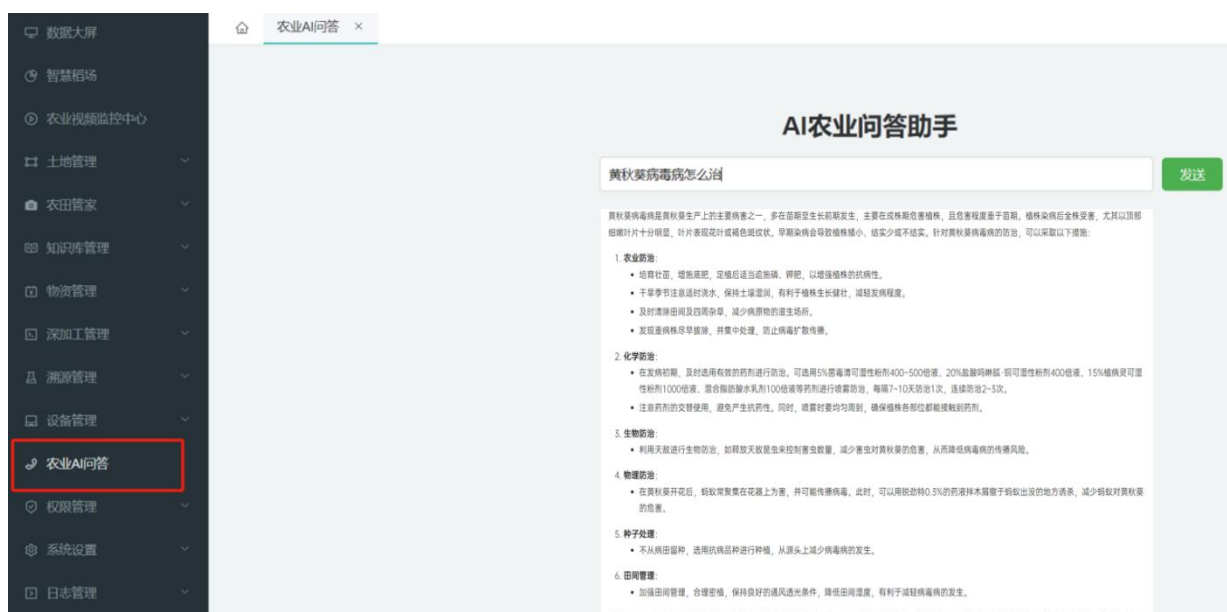 数据大屏
智慧稻场
农业视频监控中心
土地管理
农田管家
知识库管理
物资管理
深加工管理
溯源管理
设备管理
农业AI问答
权限管理
系统设置
日志管理
农业AI问答 ×
AI农业问答助手
黄秋葵病毒病怎么治
发送
黄秋葵病毒病是黄秋葵生产上的主要病害之一，多在苗期至生长前期发生，主要在成株期危害植株，且危害程度重于苗期。植株染病后全株受害，尤其以顶部
细嫩叶片十分明显，叶片表现花叶或褐色斑纹状。早期染病会导致植株矮小、结实少或不结实。针对黄秋葵病毒病的防治，可以采取以下措施：
1. 农业防治：
• 培育壮苗，增施底肥，定植后适当追施磷、钾肥，以增强植株的抗病性。
• 干旱季节注意适时浇水，保持土壤湿润，有利于植株生长健壮，减轻发病程度。
• 及时清除田间及四周杂草，减少病原物的滋生场所。
• 发现重病株尽早拔除，并集中处理，防止病毒扩散传播。
2. 化学防治：
• 在发病初期，及时选用有效的药剂进行防治。可选用5%菌毒清可湿性粉剂400~500倍液、20%盐酸吗啉胍·铜可湿性粉剂400倍液、15%植病灵可湿
性粉剂1000倍液、混合脂肪酸水乳剂100倍液等药剂进行喷雾防治，每隔7~10天防治1次，连续防治2~3次。
• 注意药剂的交替使用，避免产生抗药性。同时，喷雾时要均匀周到，确保植株各部位都能接触到药剂。
3. 生物防治：
• 利用天敌进行生物防治，如释放天敌昆虫来控制害虫数量，减少害虫对黄秋葵的危害，从而降低病毒病的传播风险。
4. 物理防治：
• 在黄秋葵开花后，蚂蚁常聚集在花器上为害，并可能传播病毒。此时，可以用锐劲特0.3%的药液拌木屑撒于蚂蚁出没的地方诱杀，减少蚂蚁对黄秋葵
的危害。
5. 种子处理：
• 不从病田留种，选用抗病品种进行种植，从源头上减少病毒病的发生。
6. 田间管理：
• 加强田间管理，合理密植，保持良好的通风透光条件，降低田间湿度，有利于减轻病毒病的发生。